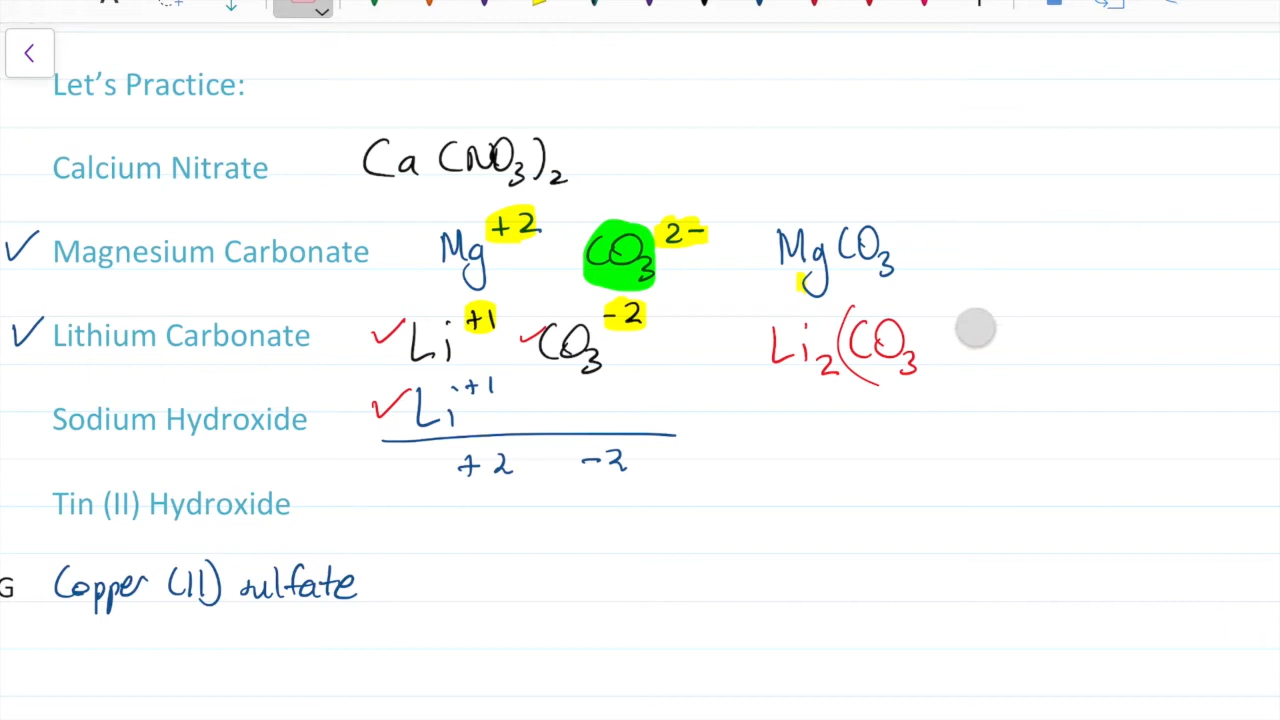 Let's Practice:
Calcium Nitrate Ca (NO3)2
Magnesium Carbonate Mg+2 CO3 2- MgCO3
Lithium Carbonate Li+1 CO3-2 Li2(CO3
Li+1
Sodium Hydroxide
+2 -2
Tin (II) Hydroxide
G Copper (II) sulfate